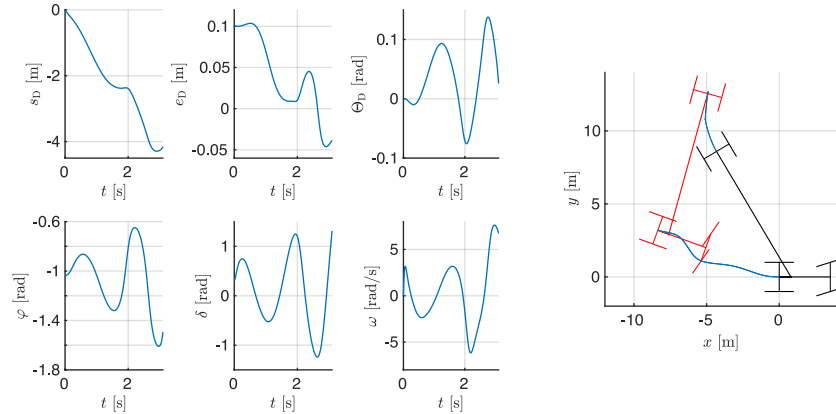 0
-2
-4
s_D [m]
0
2
t [s]
0.1
0.05
0
-0.05
e_D [m]
0
2
t [s]
0.1
0
-0.1
Θ_D [rad]
0
2
t [s]
-0.6
-1
-1.4
-1.8
φ [rad]
0
2
t [s]
1
0
-1
δ [rad]
0
2
t [s]
5
0
-5
ω [rad/s]
0
2
t [s]
10
5
0
y [m]
-10
-5
0
x [m]